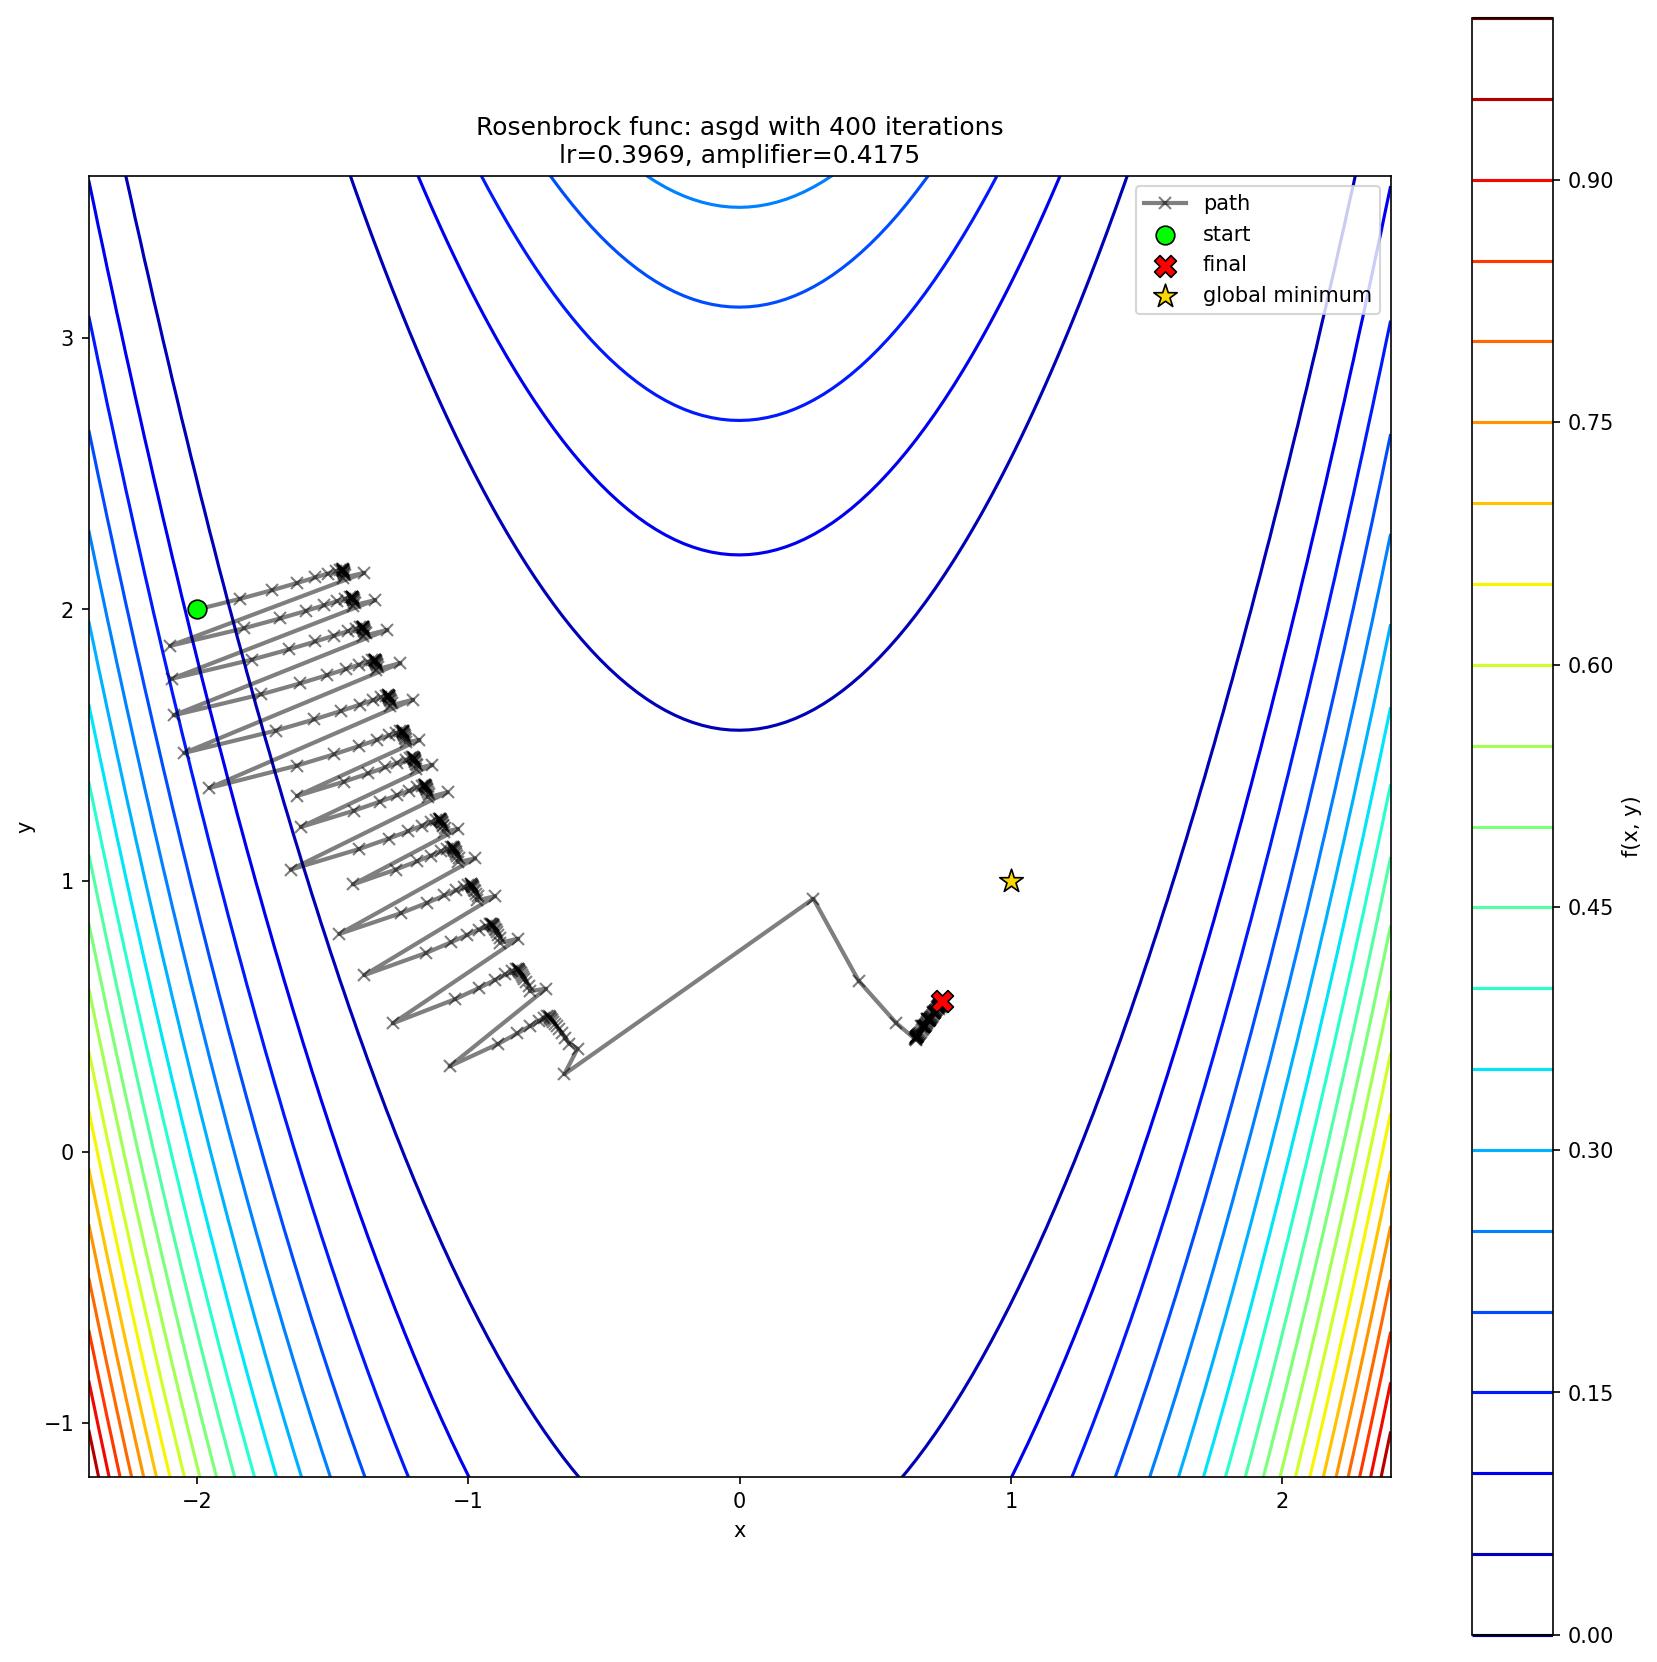 Rosenbrock func: asgd with 400 iterations
lr=0.3969, amplifier=0.4175
path
start
final
global minimum
3
2
1
0
−1
y
−2
−1
0
1
2
x
0.90
0.75
0.60
0.45
0.30
0.15
0.00
f(x, y)